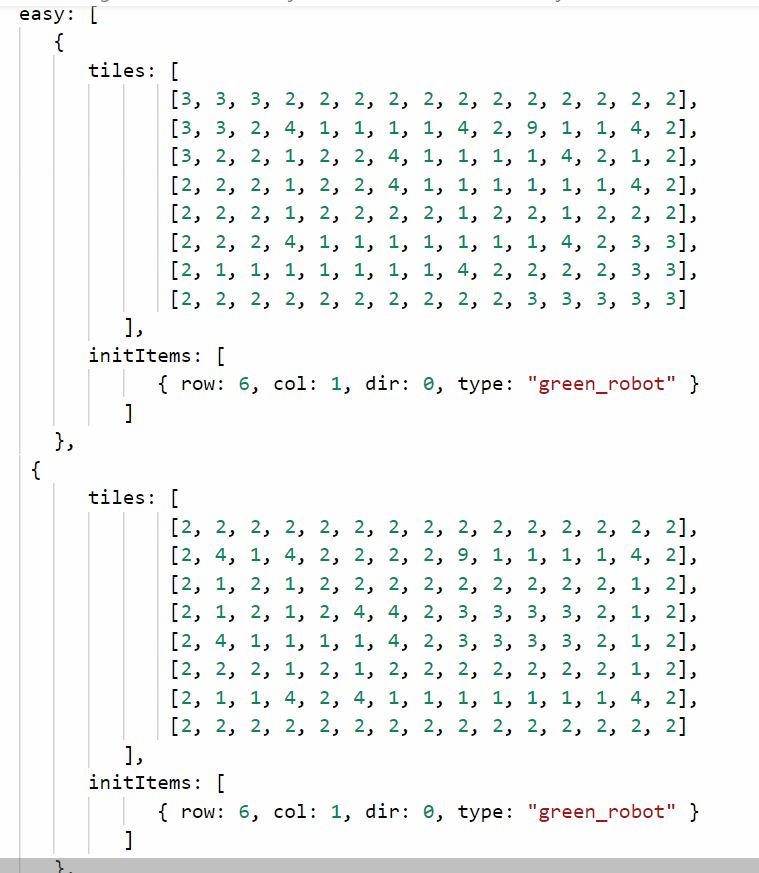 easy: [
{
tiles: [
[3, 3, 3, 2, 2, 2, 2, 2, 2, 2, 2, 2, 2, 2, 2],
[3, 3, 2, 4, 1, 1, 1, 1, 4, 2, 9, 1, 1, 4, 2],
[3, 2, 2, 1, 2, 2, 4, 1, 1, 1, 1, 4, 2, 1, 2],
[2, 2, 2, 1, 2, 2, 4, 1, 1, 1, 1, 1, 1, 4, 2],
[2, 2, 2, 1, 2, 2, 2, 2, 1, 2, 2, 1, 2, 2, 2],
[2, 2, 2, 4, 1, 1, 1, 1, 1, 1, 1, 4, 2, 3, 3],
[2, 1, 1, 1, 1, 1, 1, 1, 4, 2, 2, 2, 2, 3, 3],
[2, 2, 2, 2, 2, 2, 2, 2, 2, 2, 3, 3, 3, 3, 3]
],
initItems: [
{ row: 6, col: 1, dir: 0, type: "green_robot" }
]
},
{
tiles: [
[2, 2, 2, 2, 2, 2, 2, 2, 2, 2, 2, 2, 2, 2, 2],
[2, 4, 1, 4, 2, 2, 2, 2, 9, 1, 1, 1, 1, 4, 2],
[2, 1, 2, 1, 2, 2, 2, 2, 2, 2, 2, 2, 2, 1, 2],
[2, 1, 2, 1, 2, 4, 4, 2, 3, 3, 3, 3, 2, 1, 2],
[2, 4, 1, 1, 1, 1, 4, 2, 3, 3, 3, 3, 2, 1, 2],
[2, 2, 2, 1, 2, 1, 2, 2, 2, 2, 2, 2, 2, 1, 2],
[2, 1, 1, 4, 2, 4, 1, 1, 1, 1, 1, 1, 1, 4, 2],
[2, 2, 2, 2, 2, 2, 2, 2, 2, 2, 2, 2, 2, 2, 2]
],
initItems: [
{ row: 6, col: 1, dir: 0, type: "green_robot" }
]
},